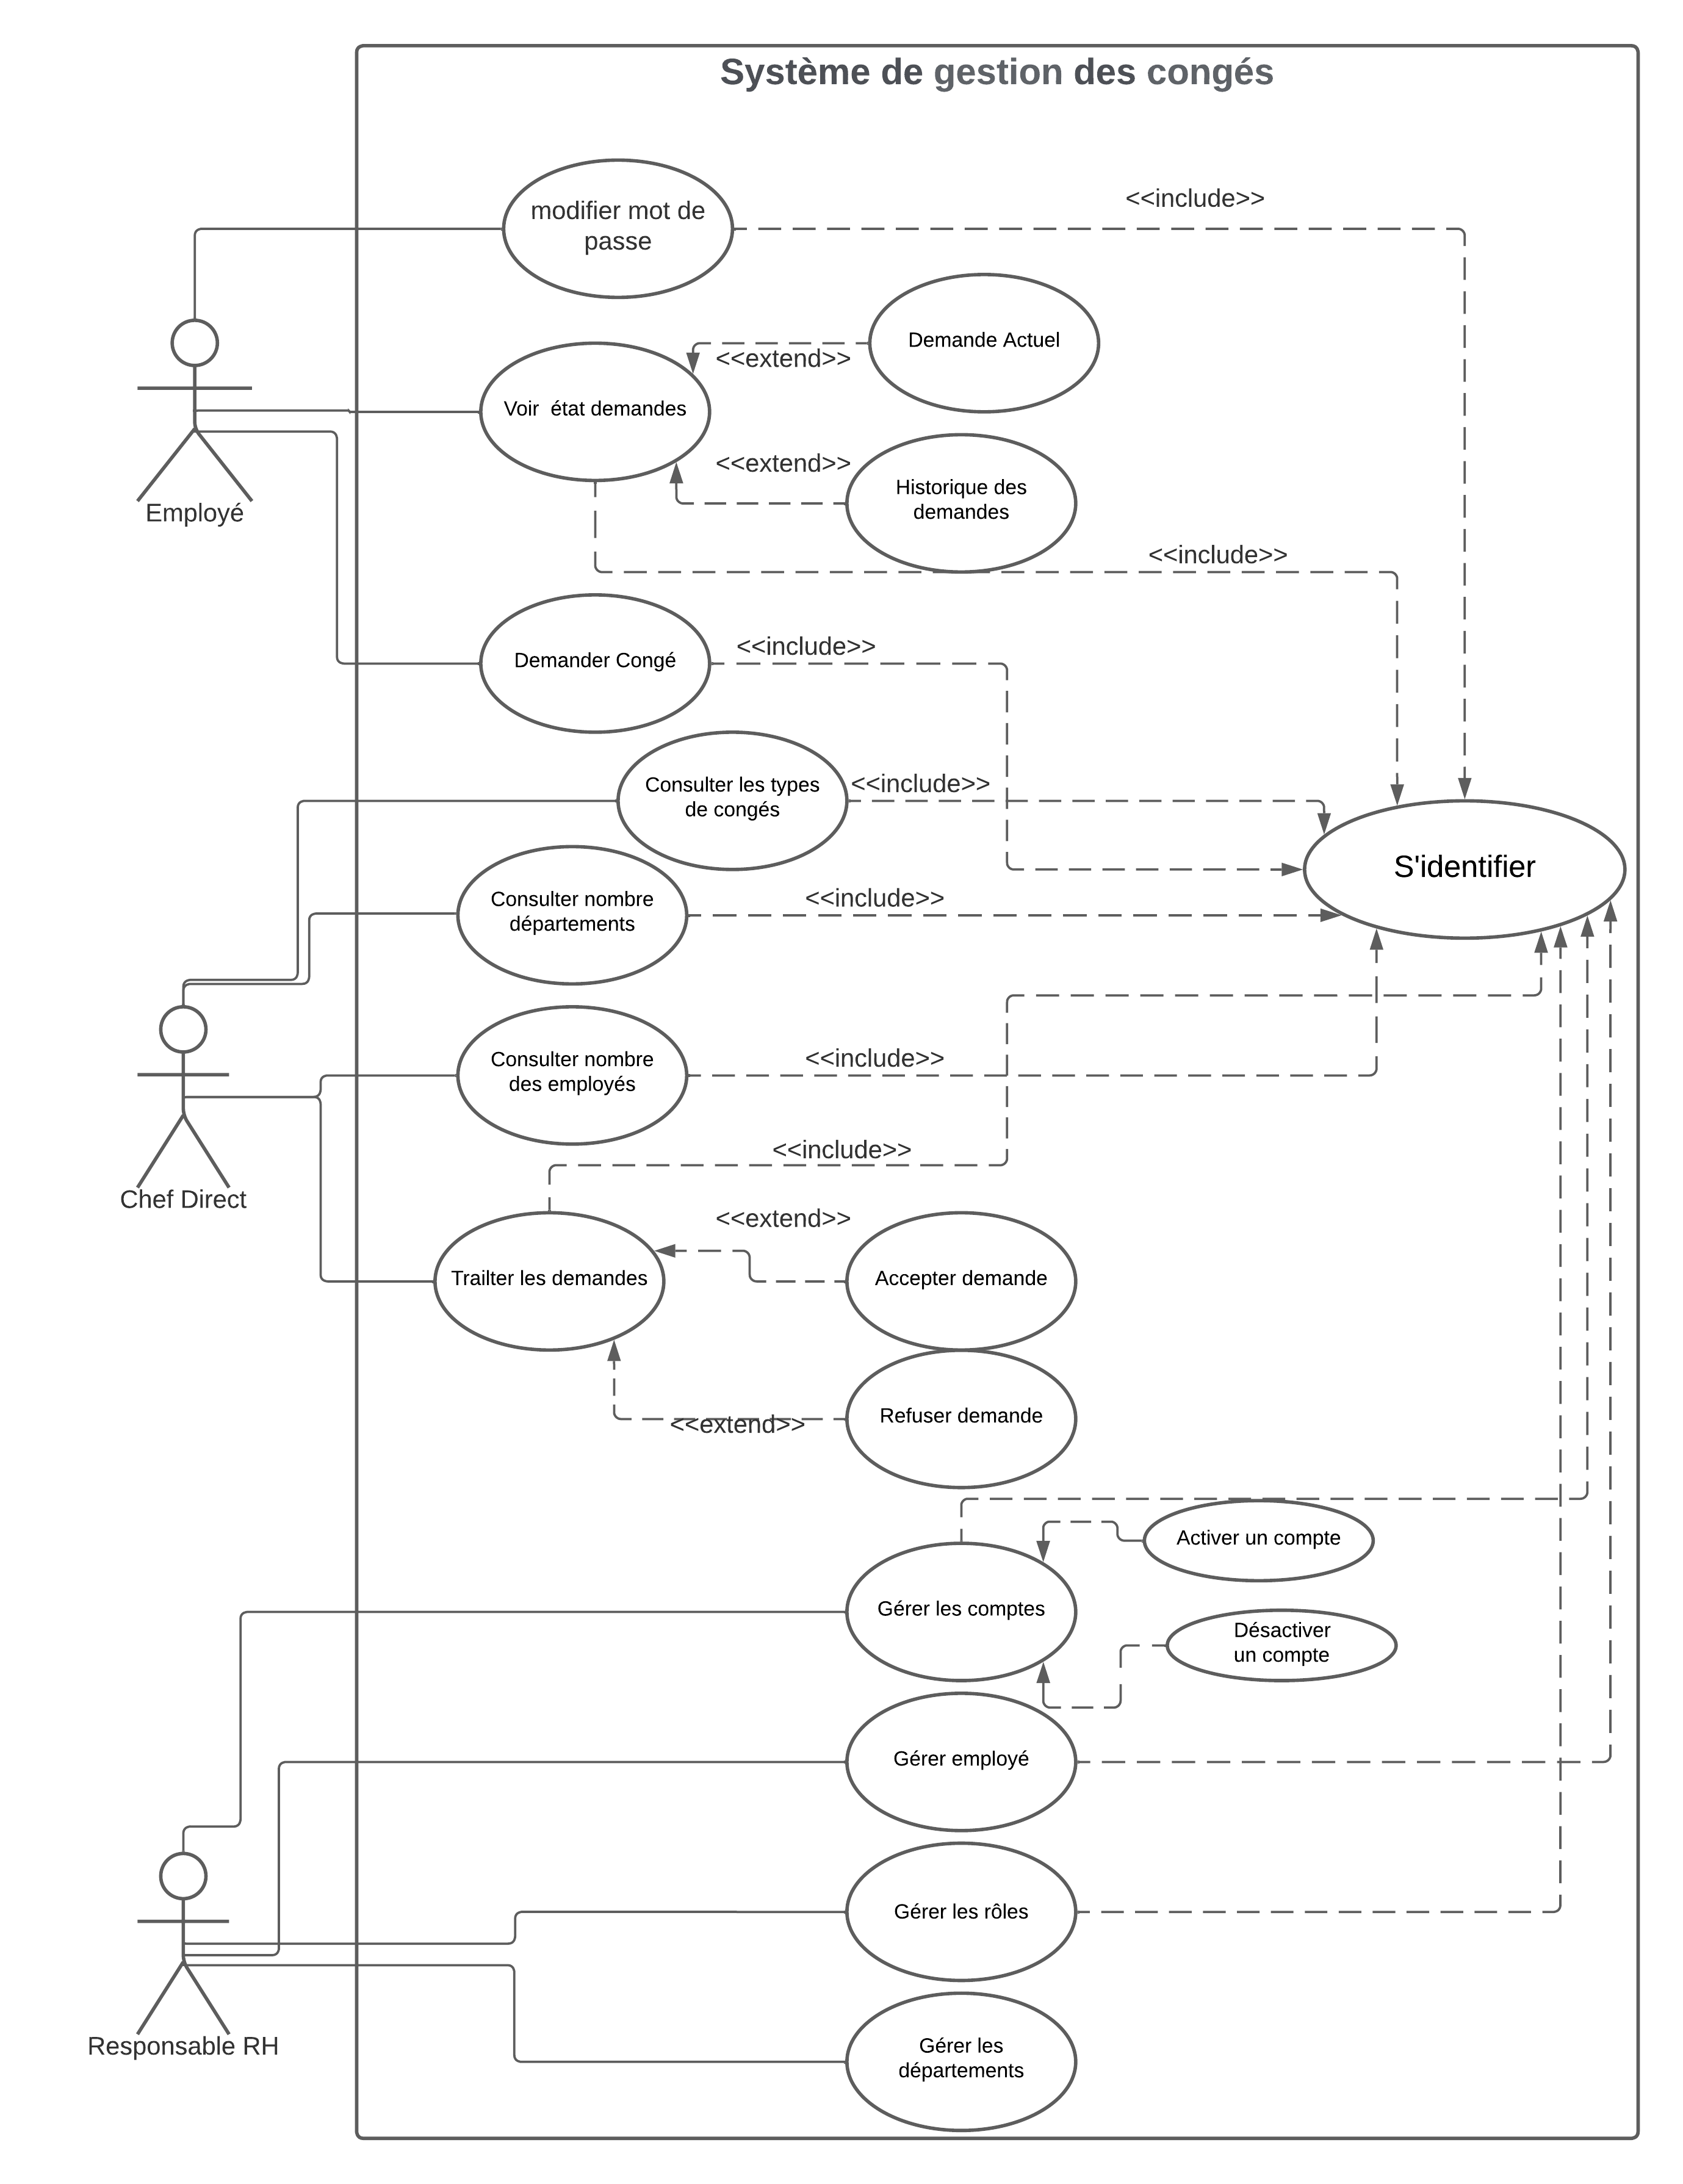 Système de gestion des congés
modifier mot de
passe
<<include>>
Demande Actuel
<<extend>>
Voir  état demandes
<<extend>>
Historique des
demandes
Employé
<<include>>
Demander Congé
<<include>>
Consulter les types
de congés
<<include>>
S'identifier
Consulter nombre
départements
<<include>>
Consulter nombre
des employés
<<include>>
<<include>>
Chef Direct
<<extend>>
Trailter les demandes
Accepter demande
Refuser demande
<<extend>>
Activer un compte
Gérer les comptes
Désactiver
un compte
Gérer employé
Gérer les rôles
Responsable RH
Gérer les
départements